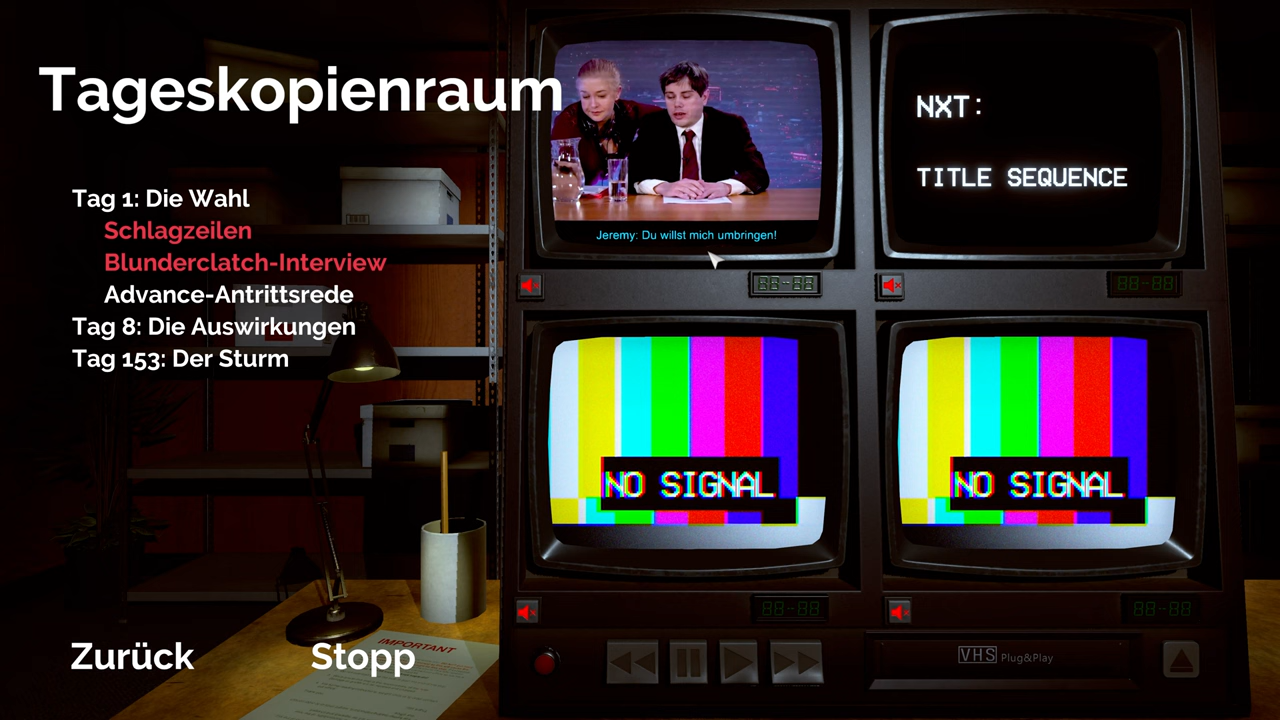 Tageskopienraum
Tag 1: Die Wahl
Schlagzeilen
Blunderclatch-Interview
Advance-Antrittsrede
Tag 8: Die Auswirkungen
Tag 153: Der Sturm
Zurück
Stopp
Jeremy: Du willst mich umbringen!
NXT:
TITLE SEQUENCE
NO SIGNAL
NO SIGNAL
IMPORTANT
VHS Plug&Play